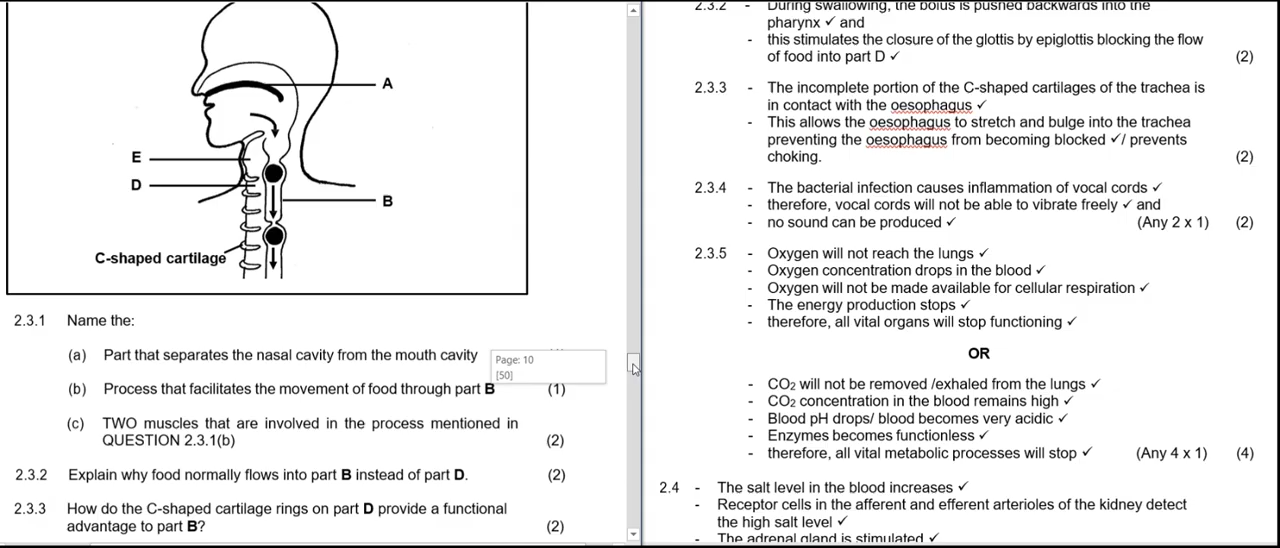 A
E
D
B
C-shaped cartilage
2.3.1 Name the:
(a) Part that separates the nasal cavity from the mouth cavity
Page: 10
[50]
(b) Process that facilitates the movement of food through part B (1)
(c) TWO muscles that are involved in the process mentioned in
QUESTION 2.3.1(b) (2)
2.3.2 Explain why food normally flows into part B instead of part D. (2)
2.3.3 How do the C-shaped cartilage rings on part D provide a functional
advantage to part B? (2)
2.3.2 - During swallowing, the bolus is pushed backwards into the
pharynx ✓ and
- this stimulates the closure of the glottis by epiglottis blocking the flow
of food into part D ✓ (2)
2.3.3 - The incomplete portion of the C-shaped cartilages of the trachea is
in contact with the oesophagus ✓
- This allows the oesophagus to stretch and bulge into the trachea
preventing the oesophagus from becoming blocked ✓/ prevents
choking. (2)
2.3.4 - The bacterial infection causes inflammation of vocal cords ✓
- therefore, vocal cords will not be able to vibrate freely ✓ and
- no sound can be produced ✓ (Any 2 x 1) (2)
2.3.5 - Oxygen will not reach the lungs ✓
- Oxygen concentration drops in the blood ✓
- Oxygen will not be made available for cellular respiration ✓
- The energy production stops ✓
- therefore, all vital organs will stop functioning ✓
OR
- CO2 will not be removed /exhaled from the lungs ✓
- CO2 concentration in the blood remains high ✓
- Blood pH drops/ blood becomes very acidic ✓
- Enzymes becomes functionless ✓
- therefore, all vital metabolic processes will stop ✓ (Any 4 x 1) (4)
2.4 - The salt level in the blood increases ✓
- Receptor cells in the afferent and efferent arterioles of the kidney detect
the high salt level ✓
- The adrenal gland is stimulated ✓